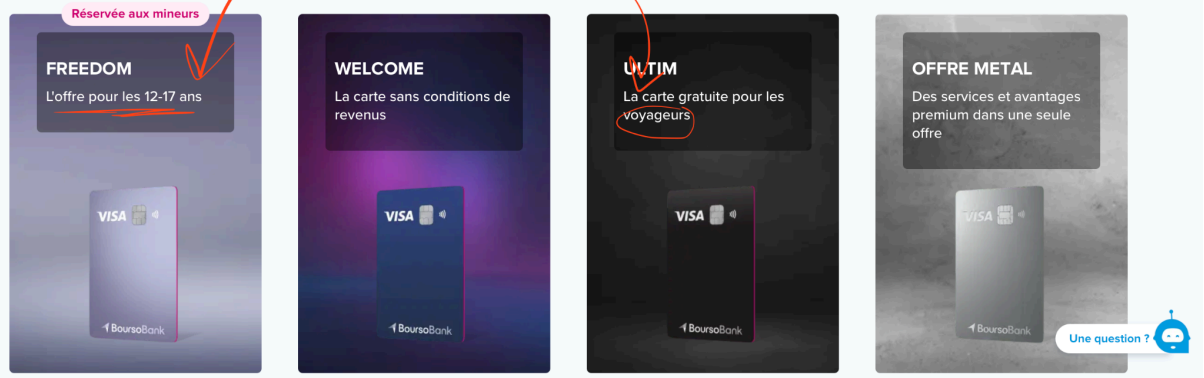 Réservée aux mineurs
FREEDOM
L'offre pour les 12-17 ans
VISA
BoursoBank
WELCOME
La carte sans conditions de
revenus
VISA
BoursoBank
ULTIM
La carte gratuite pour les
voyageurs
VISA
BoursoBank
OFFRE METAL
Des services et avantages
premium dans une seule
offre
VISA
BoursoBank
Une question ?